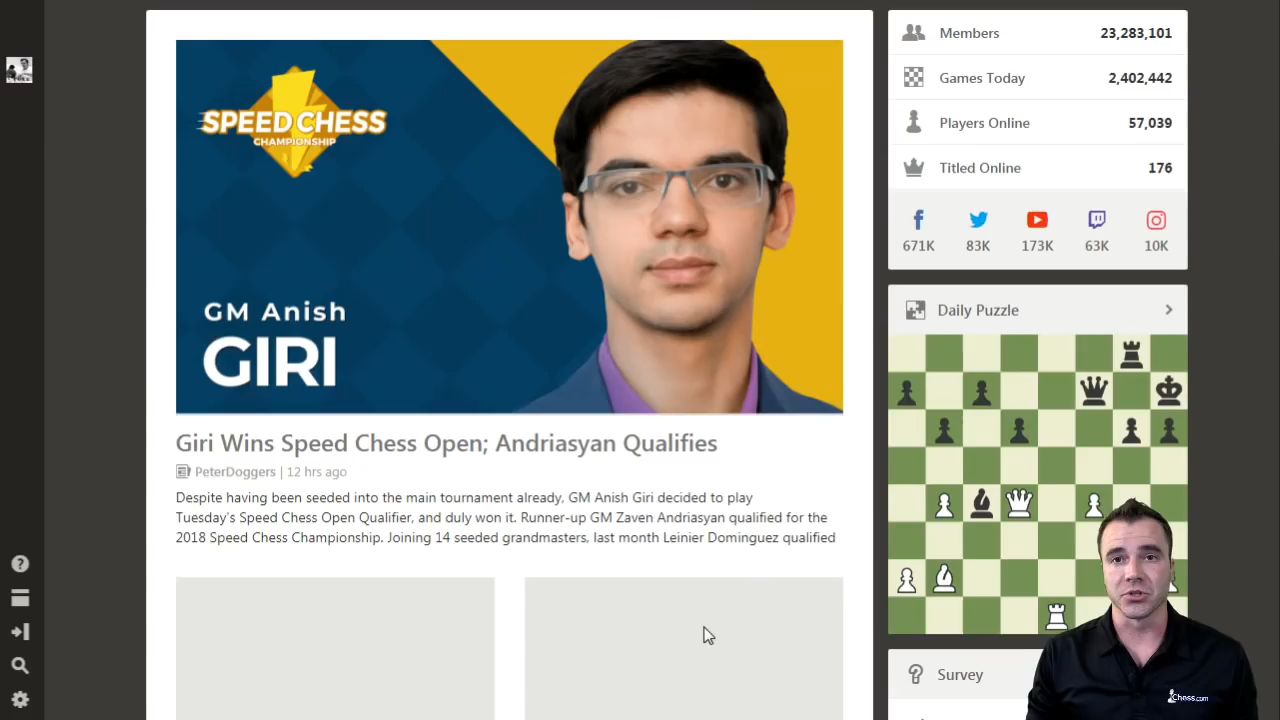 SPEED CHESS
CHAMPIONSHIP
GM Anish
GIRI
Giri Wins Speed Chess Open; Andriasyan Qualifies
PeterDoggers | 12 hrs ago
Despite having been seeded into the main tournament already, GM Anish Giri decided to play
Tuesday's Speed Chess Open Qualifier, and duly won it. Runner-up GM Zaven Andriasyan qualified for the
2018 Speed Chess Championship. Joining 14 seeded grandmasters, last month Leinier Dominguez qualified
Members 23,283,101
Games Today 2,402,442
Players Online 57,039
Titled Online 176
671K 83K 173K 63K 10K
Daily Puzzle
Survey
Chess.com